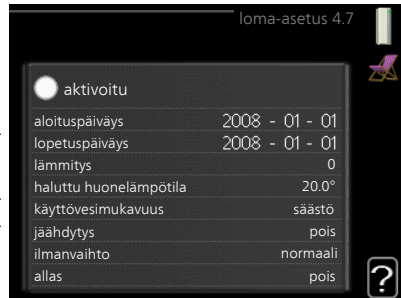 loma-asetus 4.7
aktivoitu
aloituspäiväys 2008 - 01 - 01
lopetuspäiväys 2008 - 01 - 01
lämmitys 0
haluttu huonelämpötila 20.0°
käyttövesimukavuus säästö
jäähdytys pois
ilmanvaihto normaali
allas pois
?